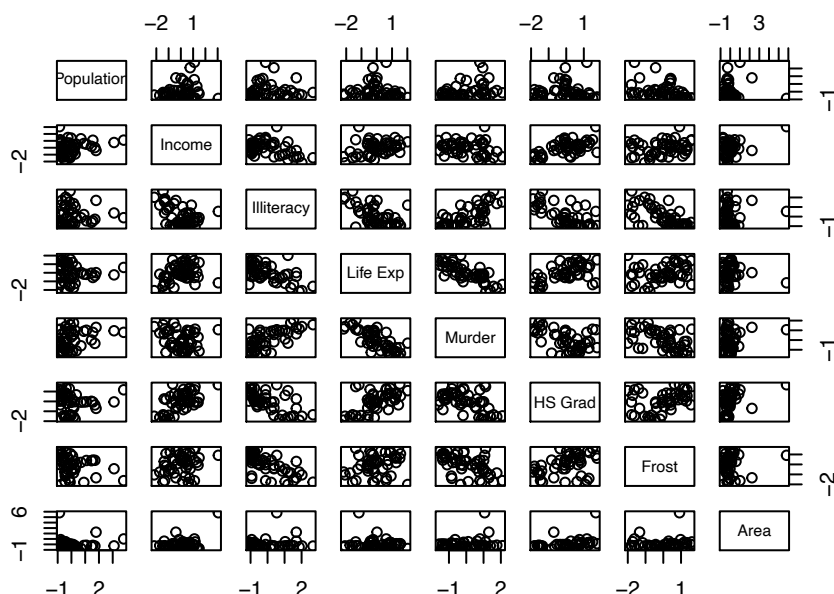 -2 1 -2 1 -2 1 -1 3
Population -1
-2 Income
Illiteracy -1
-2 Life Exp
Murder -1
-2 HS Grad
Frost -2
6
-1 Area
-1 2 -1 2 -1 2 -2 1